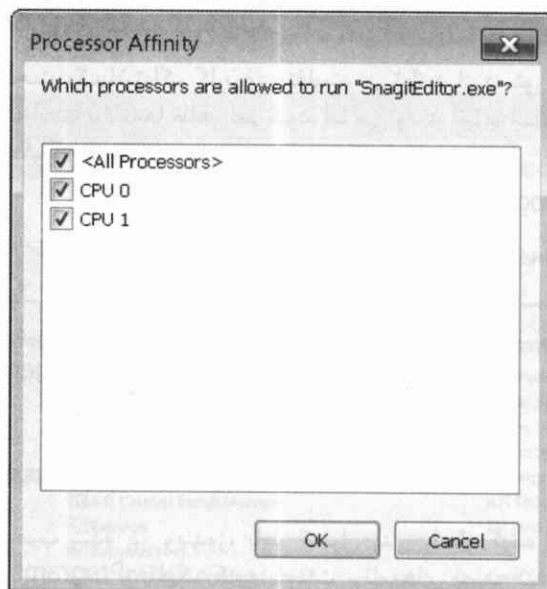 Processor Affinity
Which processors are allowed to run "SnagitEditor.exe"?
<All Processors>
CPU 0
CPU 1
OK
Cancel